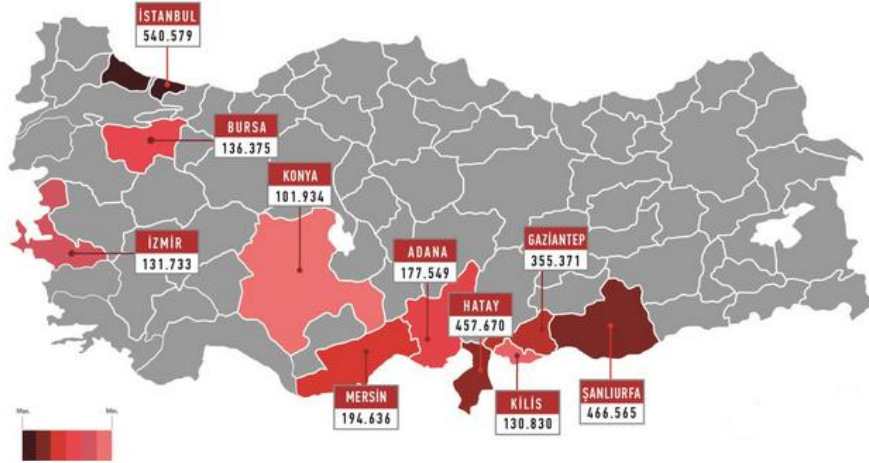 İSTANBUL
540.579
BURSA
136.375
KONYA
101.934
İZMİR
131.733
ADANA
177.549
GAZİANTEP
355.371
HATAY
457.670
MERSİN
194.636
KİLİS
130.830
ŞANLIURFA
466.565
Max.
Min.